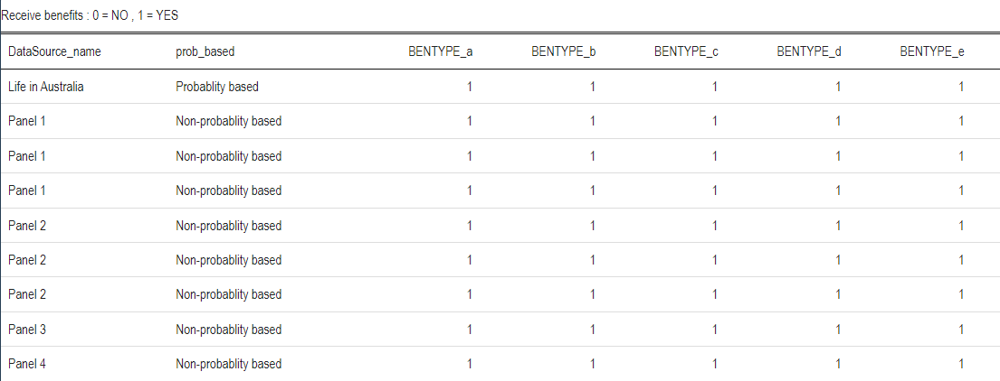 Receive benefits : 0 = NO , 1 = YES
DataSource_name prob_based BENTYPE_a BENTYPE_b BENTYPE_c BENTYPE_d BENTYPE_e
Life in Australia Probablity based 1 1 1 1 1
Panel 1 Non-probablity based 1 1 1 1 1
Panel 1 Non-probablity based 1 1 1 1 1
Panel 1 Non-probablity based 1 1 1 1 1
Panel 2 Non-probablity based 1 1 1 1 1
Panel 2 Non-probablity based 1 1 1 1 1
Panel 2 Non-probablity based 1 1 1 1 1
Panel 3 Non-probablity based 1 1 1 1 1
Panel 4 Non-probablity based 1 1 1 1 1